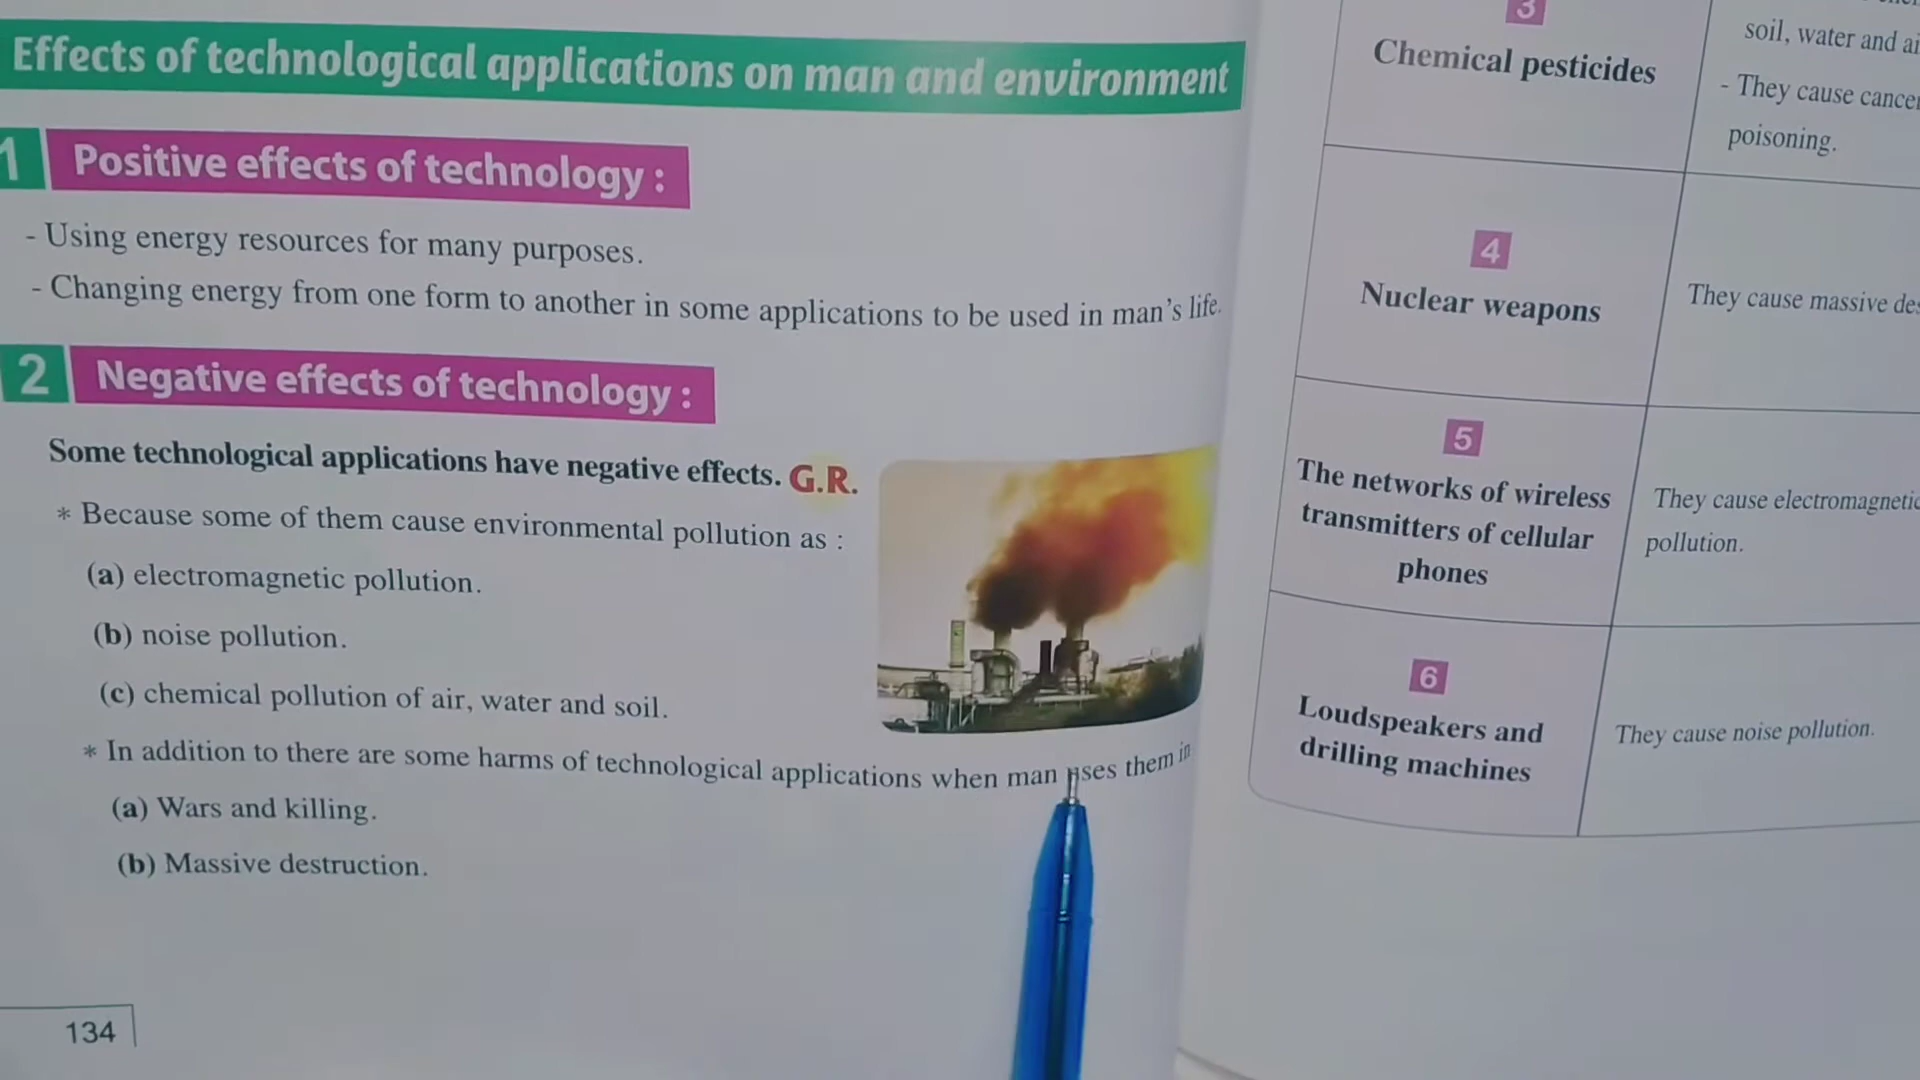 Effects of technological applications on man and environment
1 Positive effects of technology :
- Using energy resources for many purposes.
- Changing energy from one form to another in some applications to be used in man's life.
2 Negative effects of technology :
Some technological applications have negative effects. G.R.
* Because some of them cause environmental pollution as :
(a) electromagnetic pollution.
(b) noise pollution.
(c) chemical pollution of air, water and soil.
* In addition to there are some harms of technological applications when man uses them in
(a) Wars and killing.
(b) Massive destruction.
134
3
Chemical pesticides
soil, water and
- They cause
poisoning.
4
Nuclear weapons
They cause massive
5
The networks of wireless
transmitters of cellular
phones
They cause electromagnetic
pollution.
6
Loudspeakers and
drilling machines
They cause noise pollution.